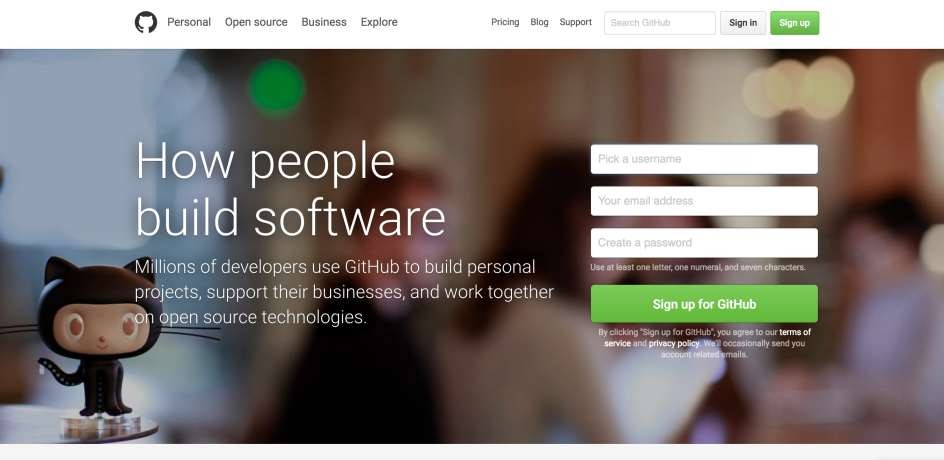 Personal Open source Business Explore Pricing Blog Support Search GitHub Sign in Sign up
How people
build software
Millions of developers use GitHub to build personal
projects, support their businesses, and work together
on open source technologies.
Pick a username
Your email address
Create a password
Use at least one letter, one numeral, and seven characters.
Sign up for GitHub
By clicking "Sign up for GitHub", you agree to our terms of
service and privacy policy. We'll occasionally send you
account related emails.